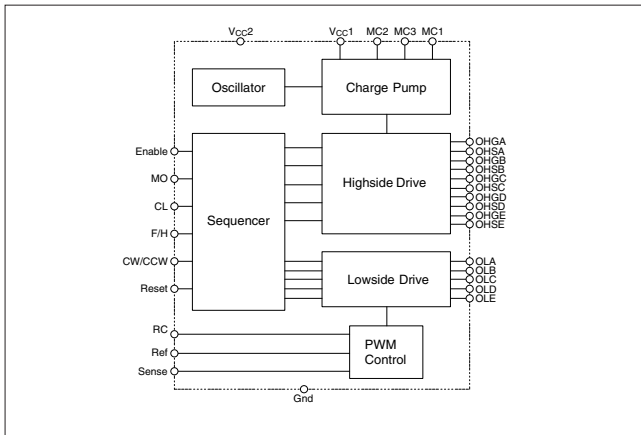 VCC2
VCC1
MC2
MC3
MC1
Oscillator
Charge Pump
Enable
MO
CL
F/H
CW/CCW
Reset
Sequencer
Highside Drive
OHGA
OHSA
OHGB
OHSB
OHGC
OHSC
OHGD
OHSD
OHGE
OHSE
Lowside Drive
OLA
OLB
OLC
OLD
OLE
RC
Ref
Sense
PWM
Control
Gnd